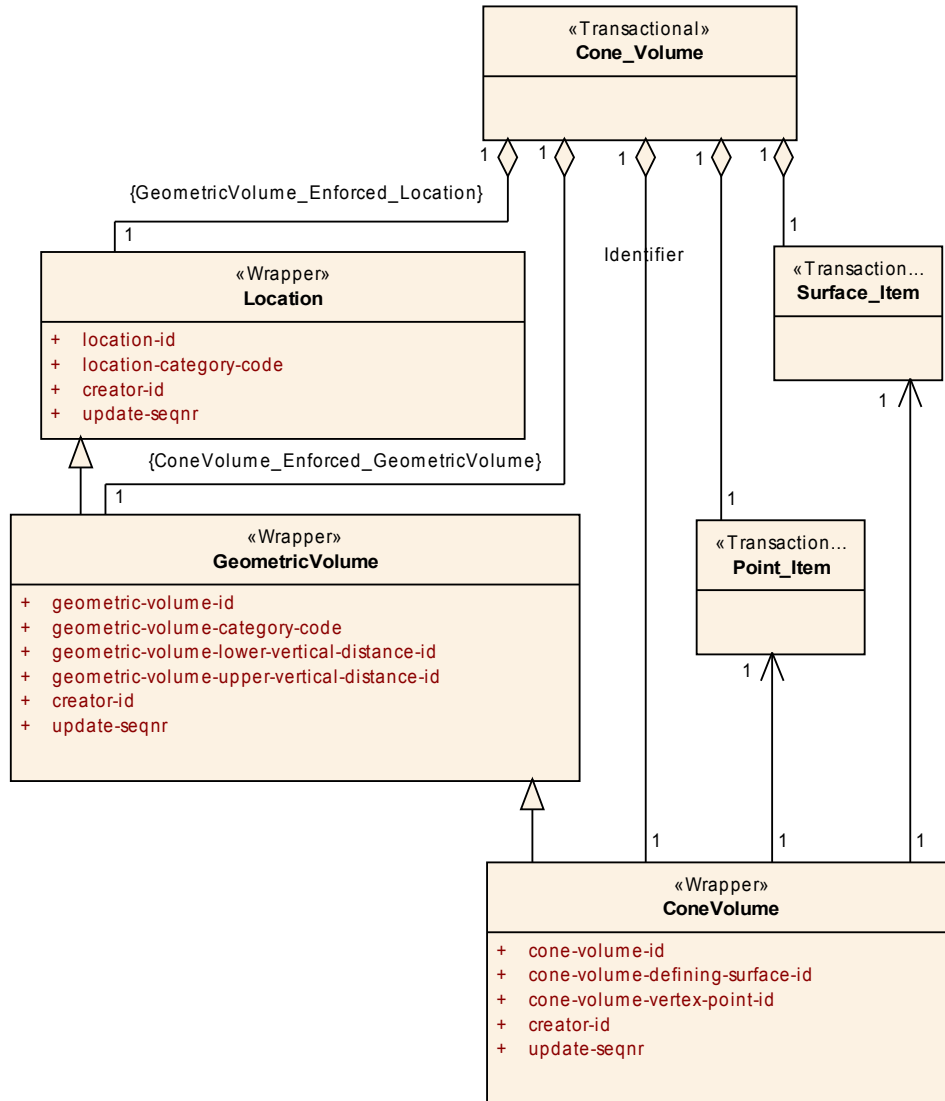 «Transactional»
Cone_Volume
1
1
1
1
1
{GeometricVolume_Enforced_Location}
1
1
Identifier
«Wrapper»
Location
+ location-id
+ location-category-code
+ creator-id
+ update-seqnr
«Transaction...
Surface_Item
1
{ConeVolume_Enforced_GeometricVolume}
1
1
«Wrapper»
GeometricVolume
+ geometric-volume-id
+ geometric-volume-category-code
+ geometric-volume-lower-vertical-distance-id
+ geometric-volume-upper-vertical-distance-id
+ creator-id
+ update-seqnr
«Transaction...
Point_Item
1
1
1
1
«Wrapper»
ConeVolume
+ cone-volume-id
+ cone-volume-defining-surface-id
+ cone-volume-vertex-point-id
+ creator-id
+ update-seqnr